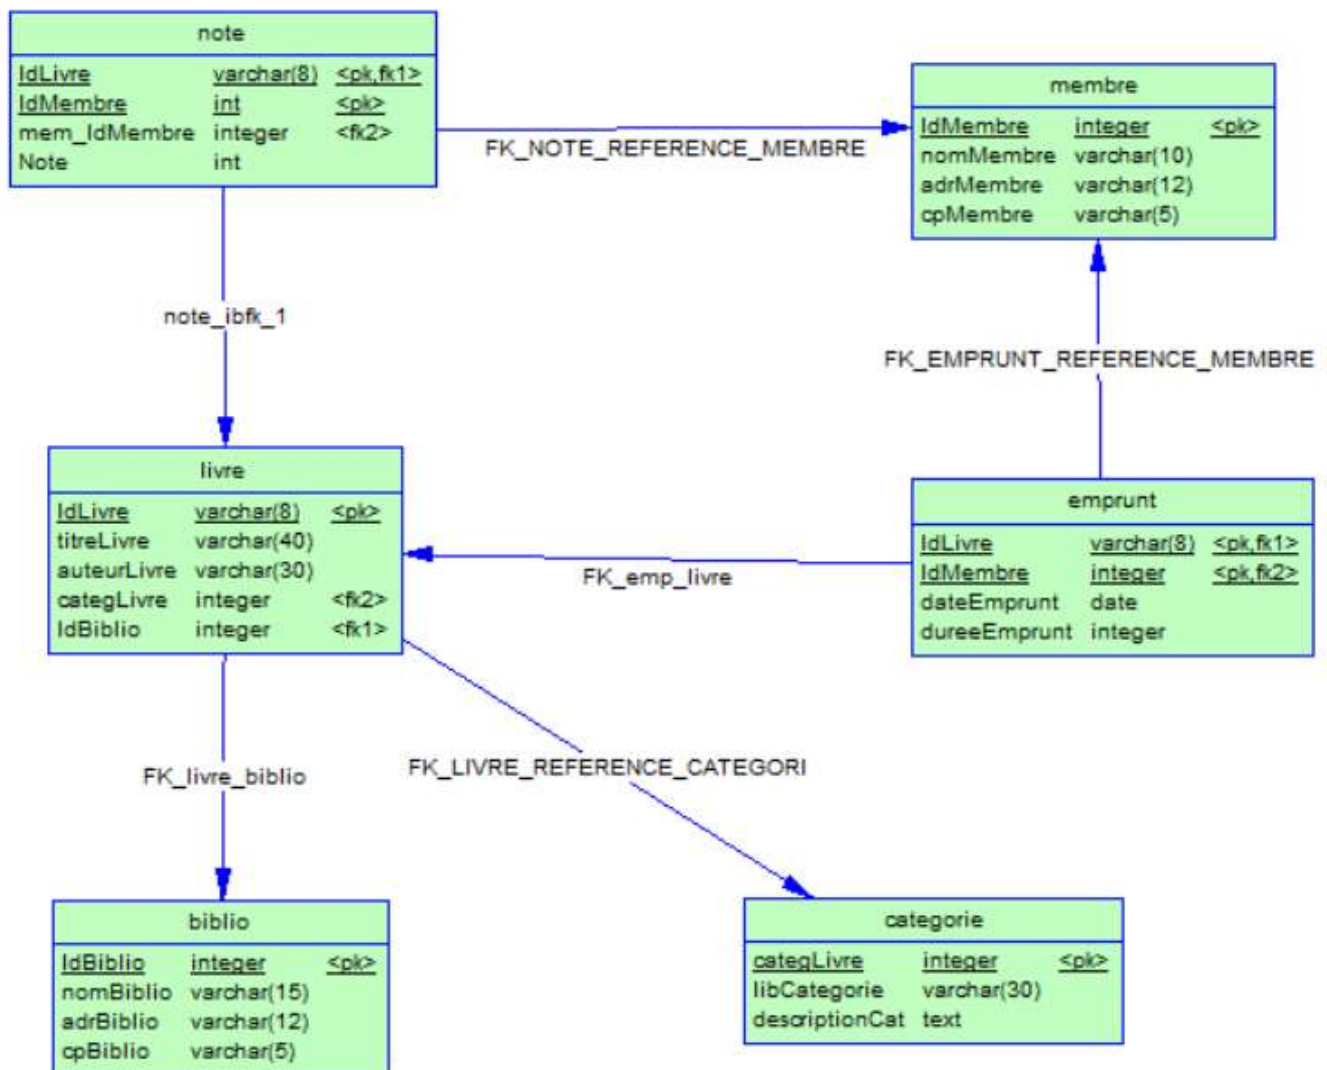 note
IdLivre varchar(8) <pk,fk1>
IdMembre int <pk>
mem_IdMembre integer <fk2>
Note int
FK_NOTE_REFERENCE_MEMBRE
membre
IdMembre integer <pk>
nomMembre varchar(10)
adrMembre varchar(12)
cpMembre varchar(5)
note_ibfk_1
FK_EMPRUNT_REFERENCE_MEMBRE
livre
IdLivre varchar(8) <pk>
titreLivre varchar(40)
auteurLivre varchar(30)
categLivre integer <fk2>
IdBiblio integer <fk1>
FK_emp_livre
emprunt
IdLivre varchar(8) <pk,fk1>
IdMembre integer <pk,fk2>
dateEmprunt date
dureeEmprunt integer
FK_livre_biblio
FK_LIVRE_REFERENCE_CATEGORI
biblio
IdBiblio integer <pk>
nomBiblio varchar(15)
adrBiblio varchar(12)
cpBiblio varchar(5)
categorie
categLivre integer <pk>
libCategorie varchar(30)
descriptionCat text